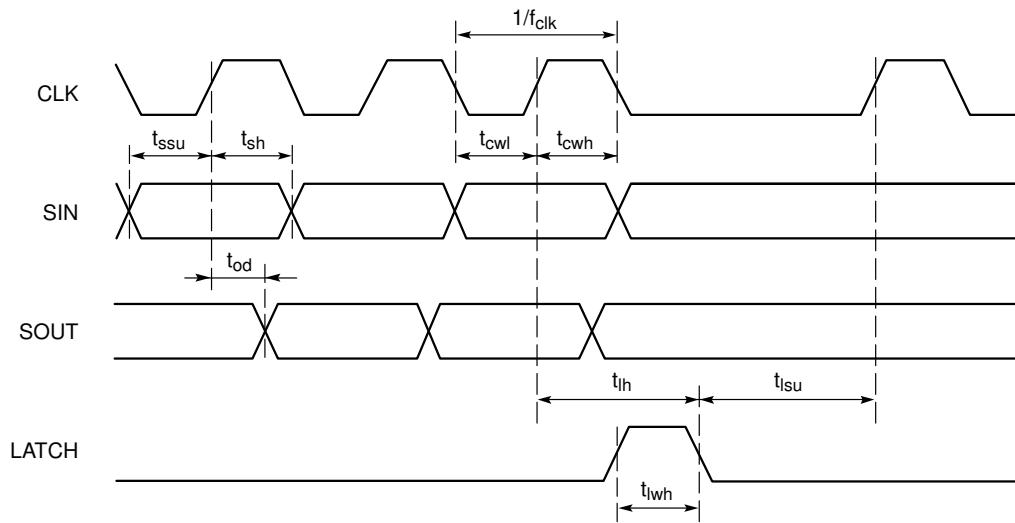 1/fclk
CLK
tssu tsh tcwl tcwh
SIN
tod
SOUT
tlh tlsu
LATCH
tlwh